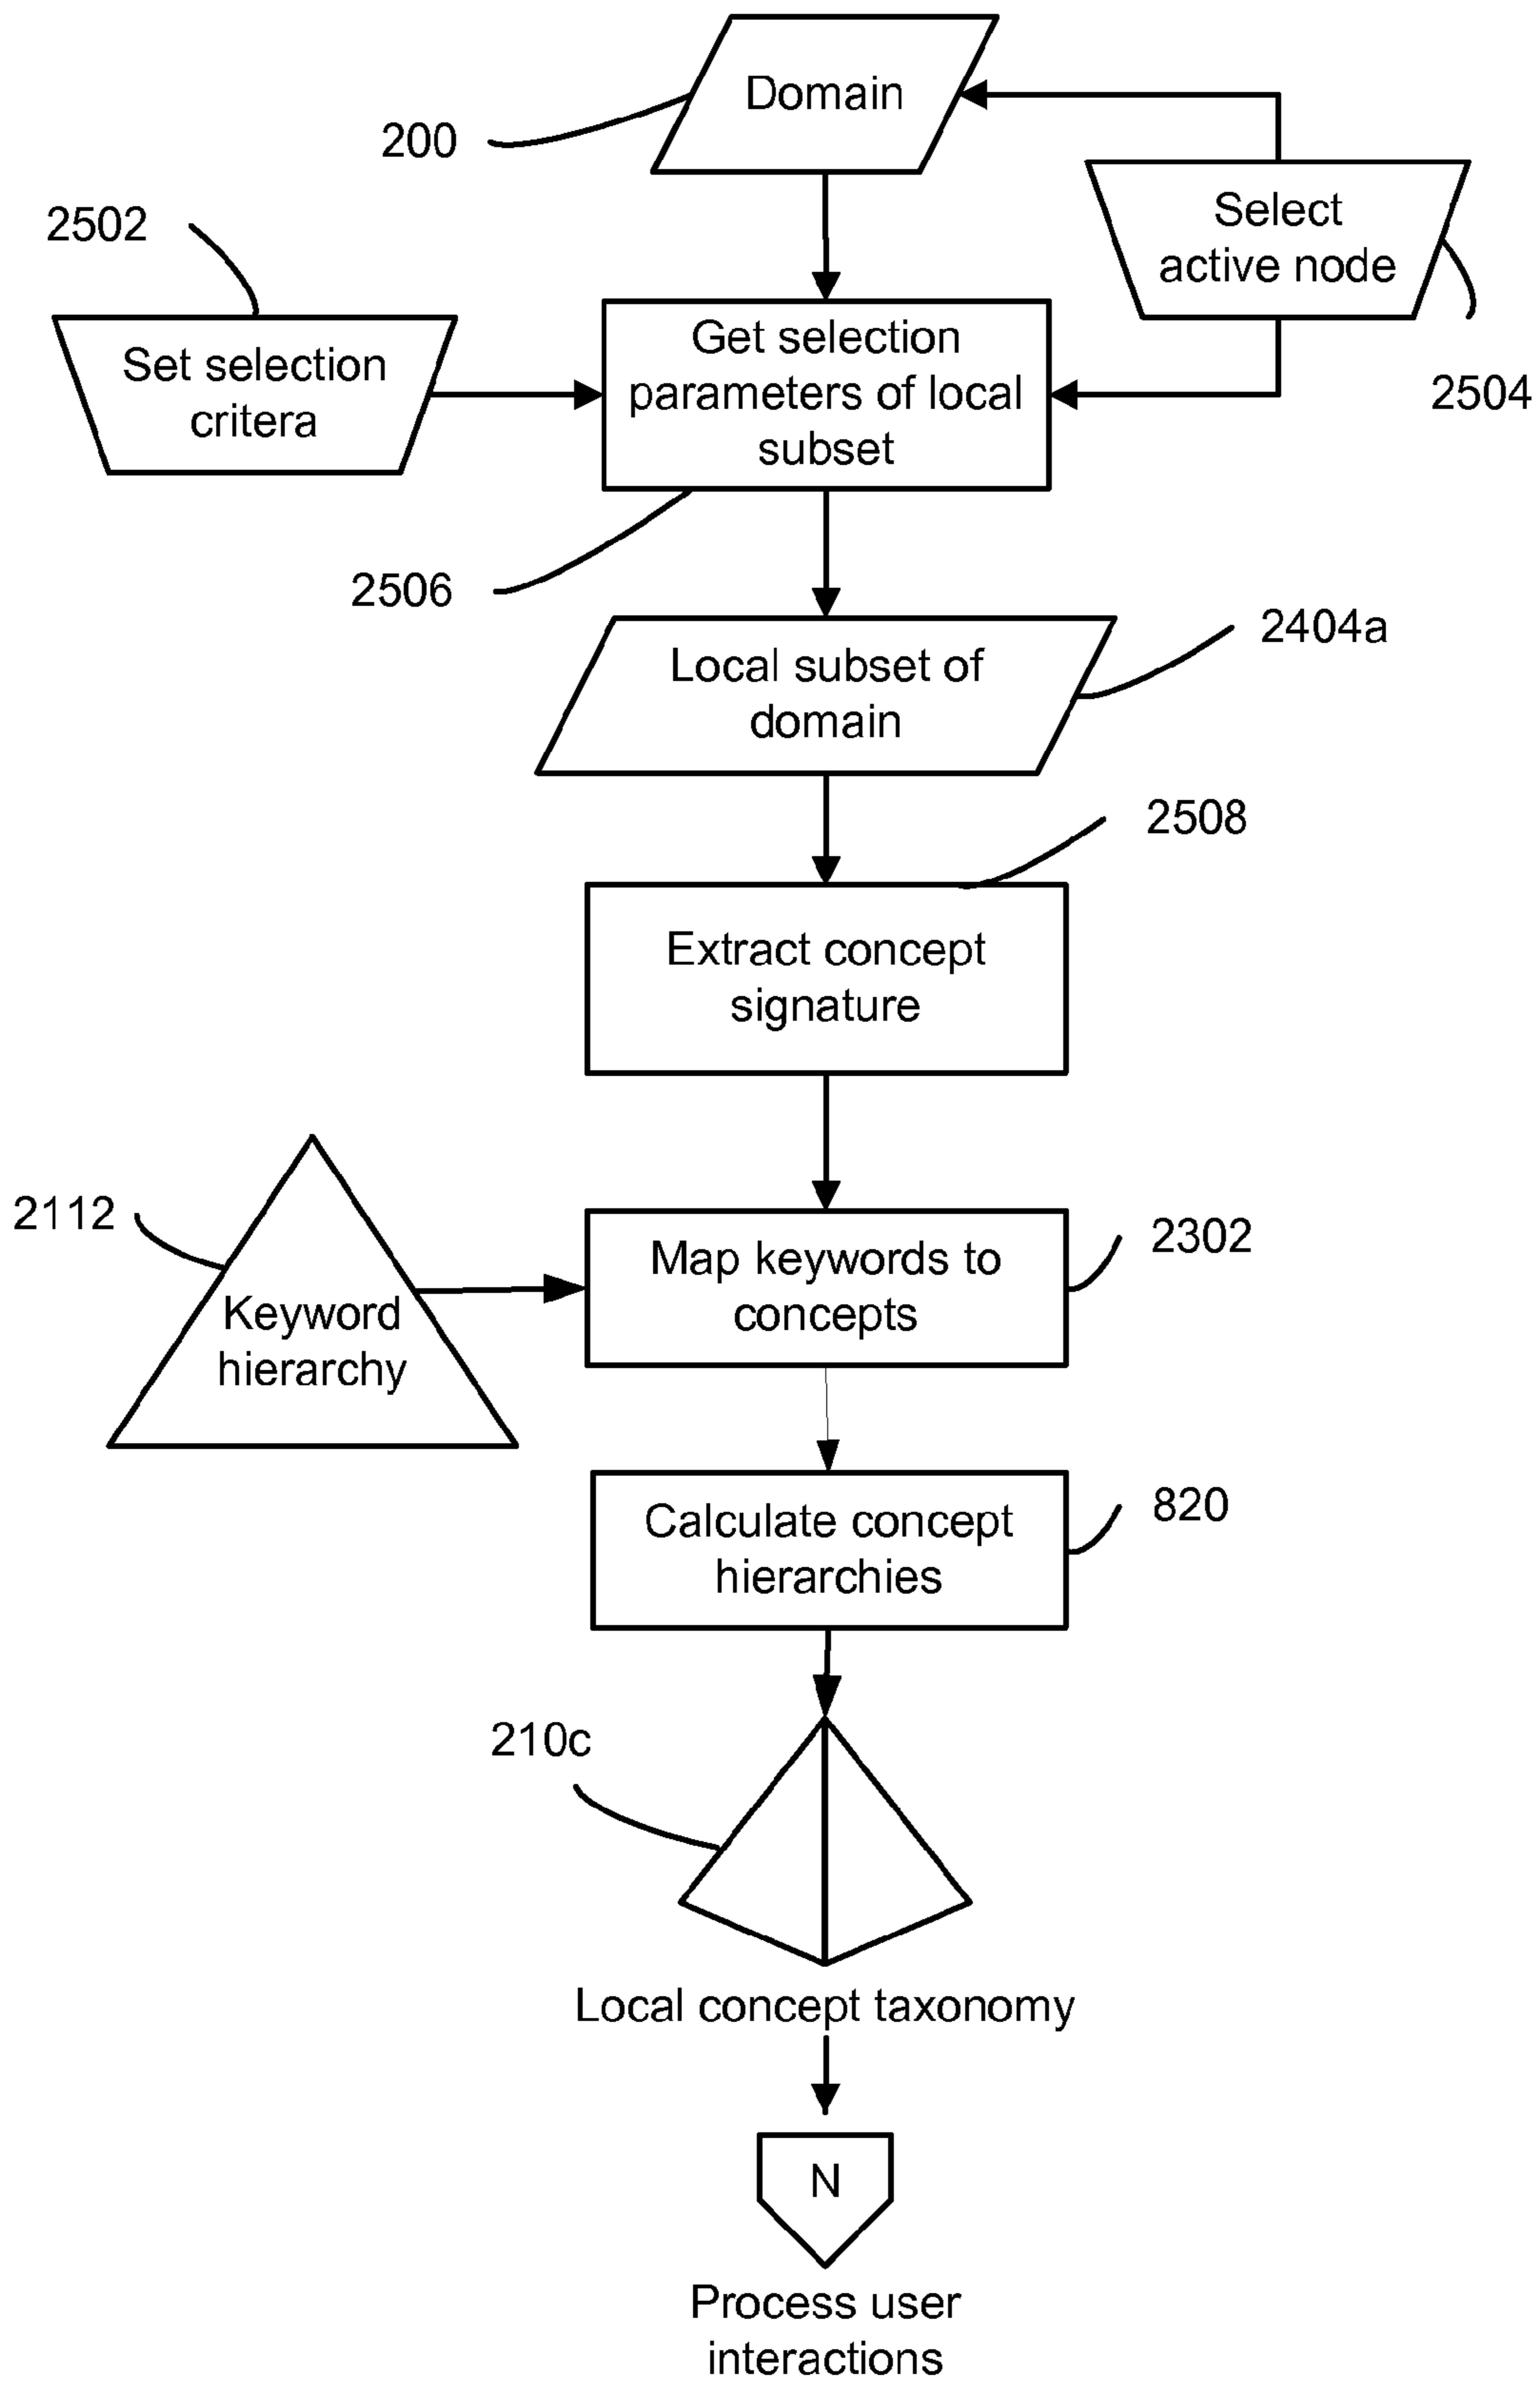 Domain
200
2502
Select
active node
Set selection
critera
Get selection
parameters of local
subset
2504
2506
2404a
Local subset of
domain
2508
Extract concept
signature
2112
Keyword
hierarchy
Map keywords to
concepts
2302
Calculate concept
hierarchies
820
210c
Local concept taxonomy
N
Process user
interactions